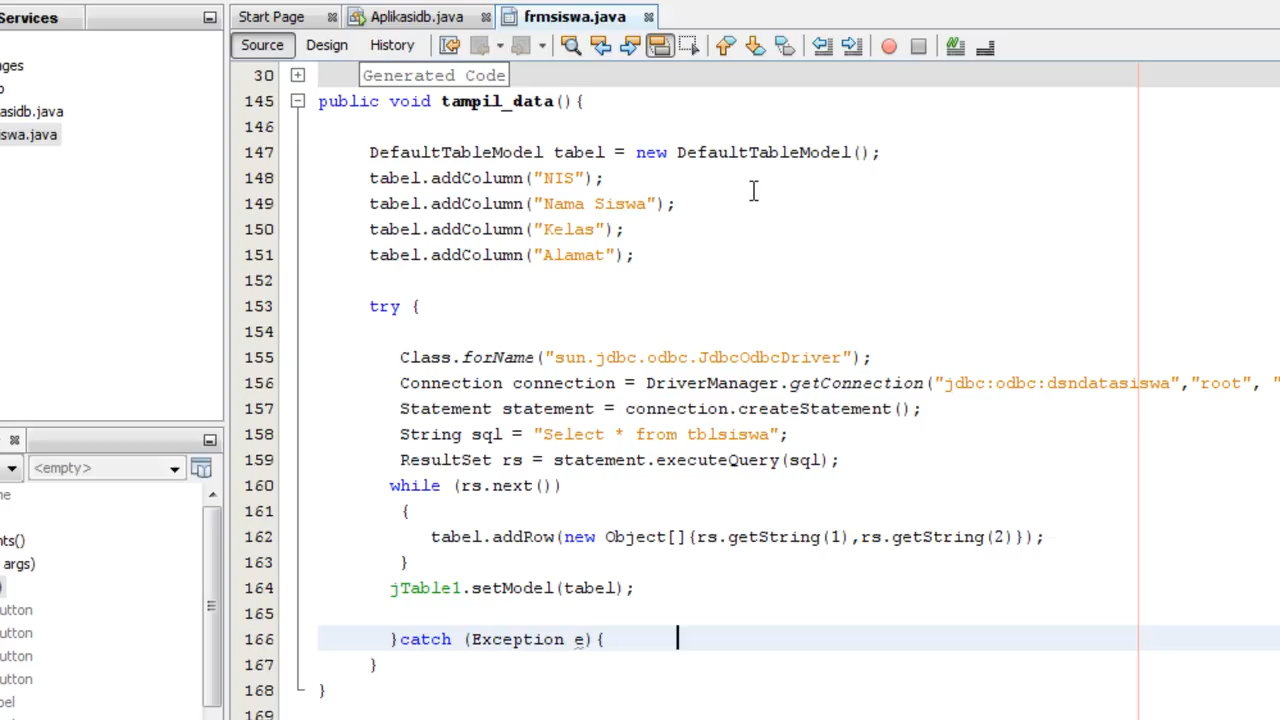 Services
Start Page
Aplikasidb.java
frmsiswa.java
Source Design History
ages
asidb.java
siswa.java
<empty>
nts()
args)
utton
utton
utton
utton
30 Generated Code
145 public void tampil_data(){
146
147 DefaultTableModel tabel = new DefaultTableModel();
148 tabel.addColumn("NIS");
149 tabel.addColumn("Nama Siswa");
150 tabel.addColumn("Kelas");
151 tabel.addColumn("Alamat");
152
153 try {
154
155 Class.forName("sun.jdbc.odbc.JdbcOdbcDriver");
156 Connection connection = DriverManager.getConnection("jdbc:odbc:dsndatasiswa","root", "
157 Statement statement = connection.createStatement();
158 String sql = "Select * from tblsiswa";
159 ResultSet rs = statement.executeQuery(sql);
160 while (rs.next())
161 {
162 tabel.addRow(new Object[]{rs.getString(1),rs.getString(2)});
163 }
164 jTable1.setModel(tabel);
165
166 }catch (Exception e){
167 }
168 }
169